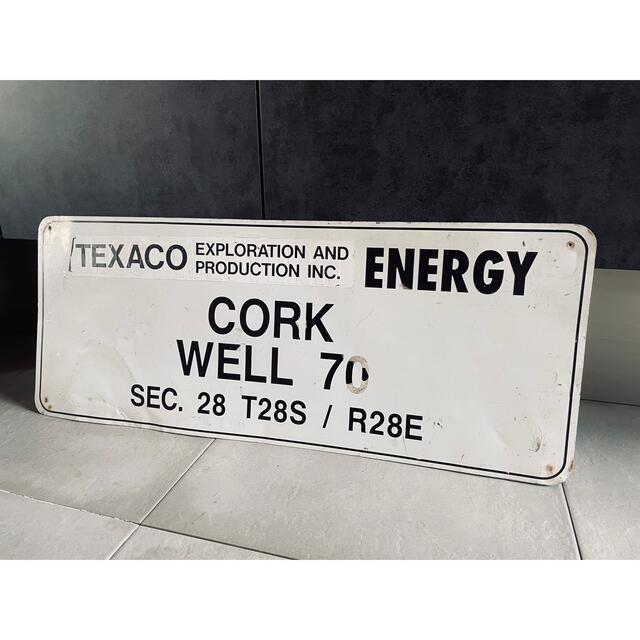 TEXACO EXPLORATION AND PRODUCTION INC. ENERGY
CORK
WELL 70
SEC. 28 T28S / R28E